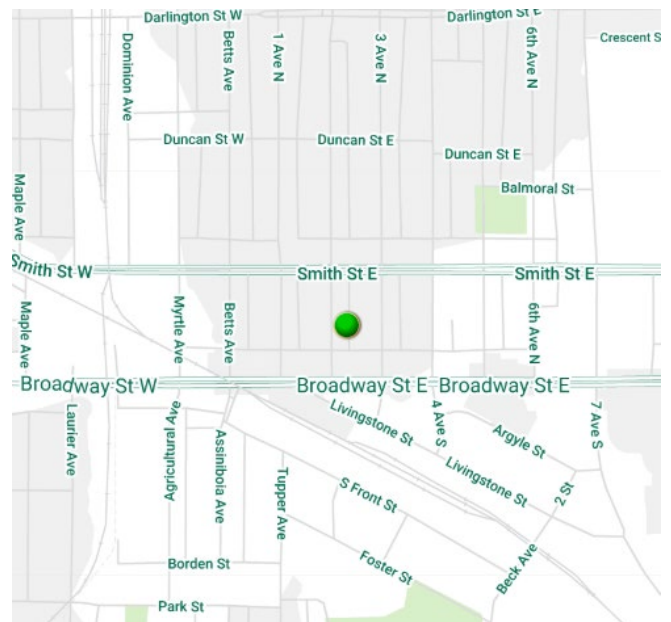 Darlington St W
Darlington St E
Dominion Ave
Betts Ave
1 Ave N
3 Ave N
6th Ave N
Crescent S
Duncan St W
Duncan St E
Duncan St E
Balmoral St
Maple Ave
Smith St W
Smith St E
Smith St E
Maple Ave
Myrtle Ave
Betts Ave
6th Ave N
Broadway St W
Broadway St E
Broadway St E
Laurier Ave
Agricultural Ave
Assiniboia Ave
Tupper Ave
Livingstone St
4 Ave S
Argyle St
7 Ave S
Livingstone St
2 St
S Front St
Beck Ave
Foster St
Borden St
Park St